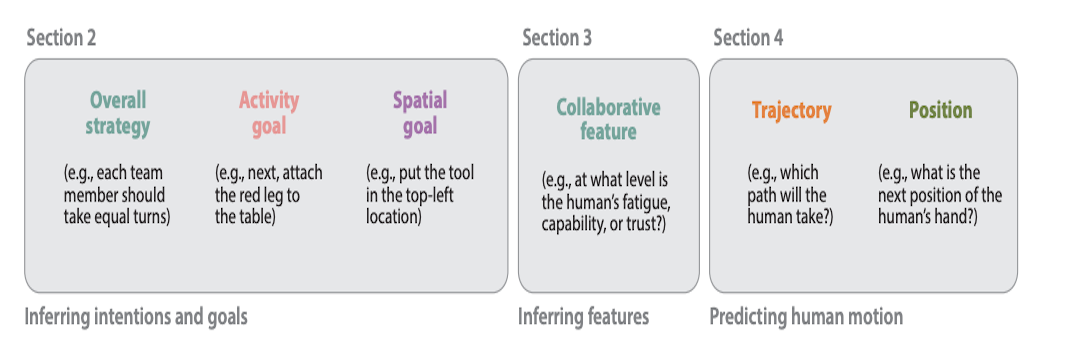 Section 2
Section 3
Section 4
Overall
strategy
(e.g., each team
member should
take equal turns)
Activity
goal
(e.g., next, attach
the red leg to
the table)
Spatial
goal
(e.g., put the tool
in the top-left
location)
Collaborative
feature
(e.g., at what level is
the human's fatigue,
capability, or trust?)
Trajectory
(e.g., which
path will the
human take?)
Position
(e.g., what is the
next position of the
human's hand?)
Inferring intentions and goals
Inferring features
Predicting human motion